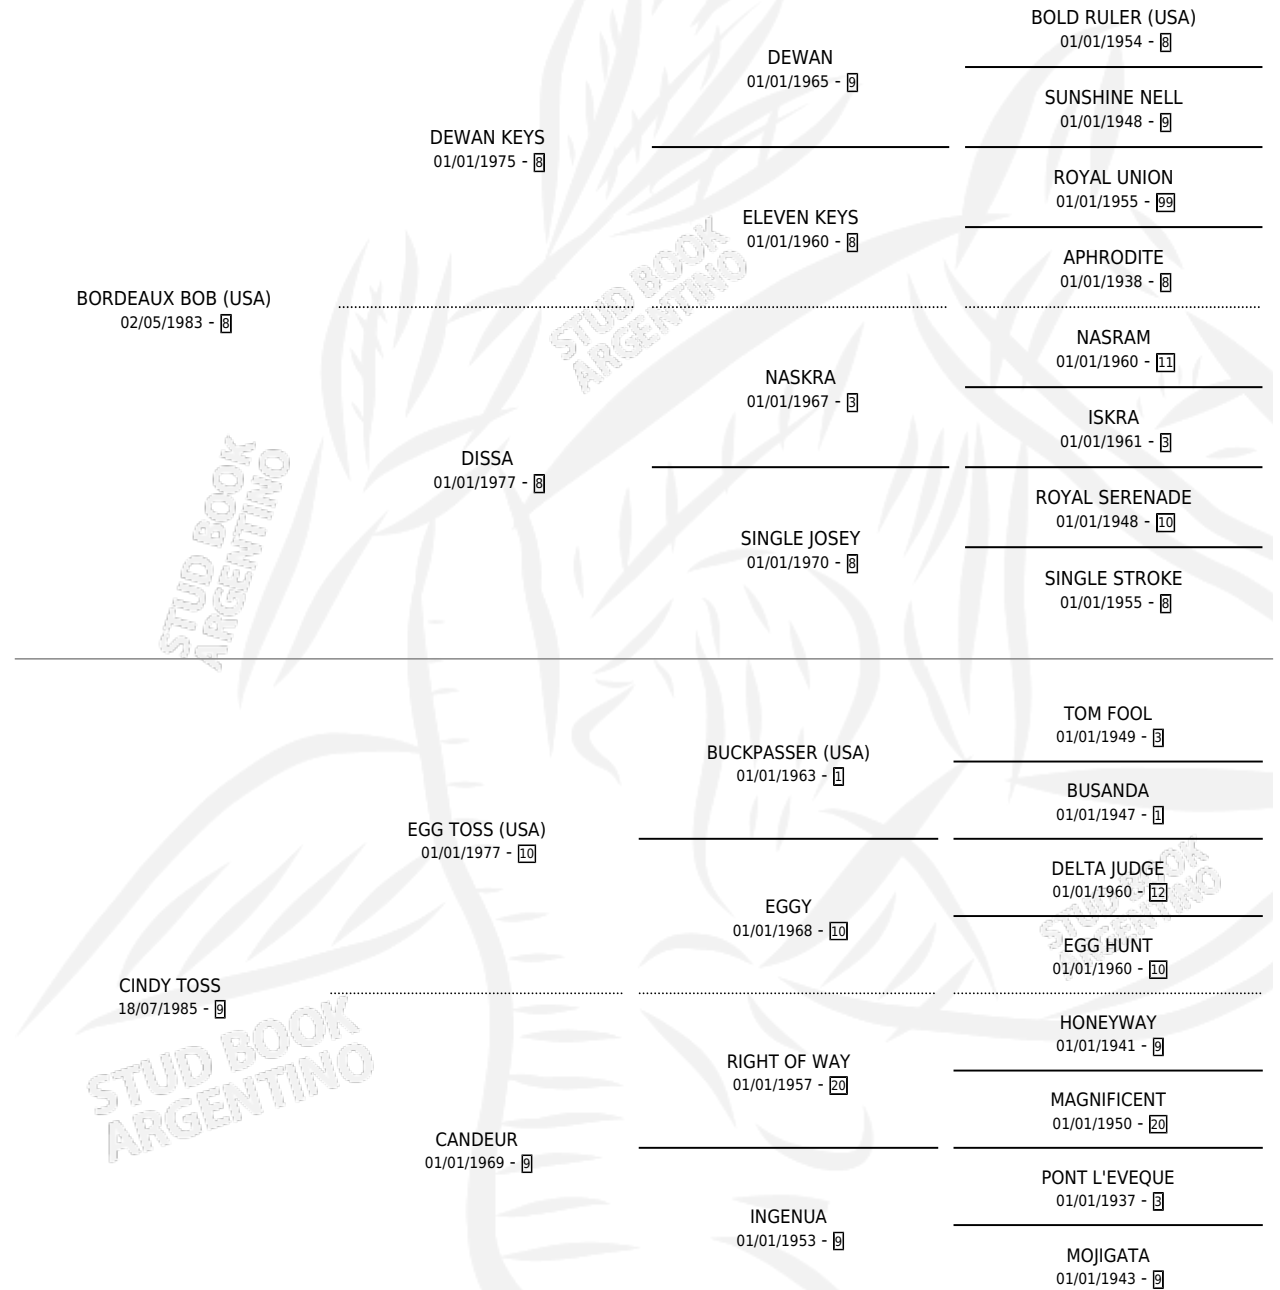 BOLD RULER (USA)
01/01/1954 - 8
DEWAN
01/01/1965 - 9
SUNSHINE NELL
01/01/1948 - 9
DEWAN KEYS
01/01/1975 - 8
ROYAL UNION
01/01/1955 - 99
ELEVEN KEYS
01/01/1960 - 8
APHRODITE
01/01/1938 - 8
BORDEAUX BOB (USA)
02/05/1983 - 8
STUD BOOK
ARGENTINO
NASRAM
01/01/1960 - 11
NASKRA
01/01/1967 - 3
ISKRA
01/01/1961 - 3
DISSA
01/01/1977 - 8
ROYAL SERENADE
01/01/1948 - 10
SINGLE JOSEY
01/01/1970 - 8
SINGLE STROKE
01/01/1955 - 8
STUD BOOK
ARGENTINO
TOM FOOL
01/01/1949 - 3
BUCKPASSER (USA)
01/01/1963 - 1
BUSANDA
01/01/1947 - 1
EGG TOSS (USA)
01/01/1977 - 10
DELTA JUDGE
01/01/1960 - 12
EGGY
01/01/1968 - 10
EGG HUNT
01/01/1960 - 10
STUD BOOK
ARGENTINO
CINDY TOSS
18/07/1985 - 9
HONEYWAY
01/01/1941 - 9
RIGHT OF WAY
01/01/1957 - 20
MAGNIFICENT
01/01/1950 - 20
STUD BOOK
ARGENTINO
CANDEUR
01/01/1969 - 9
PONT L'EVEQUE
01/01/1937 - 3
INGENUA
01/01/1953 - 9
MOJIGATA
01/01/1943 - 9